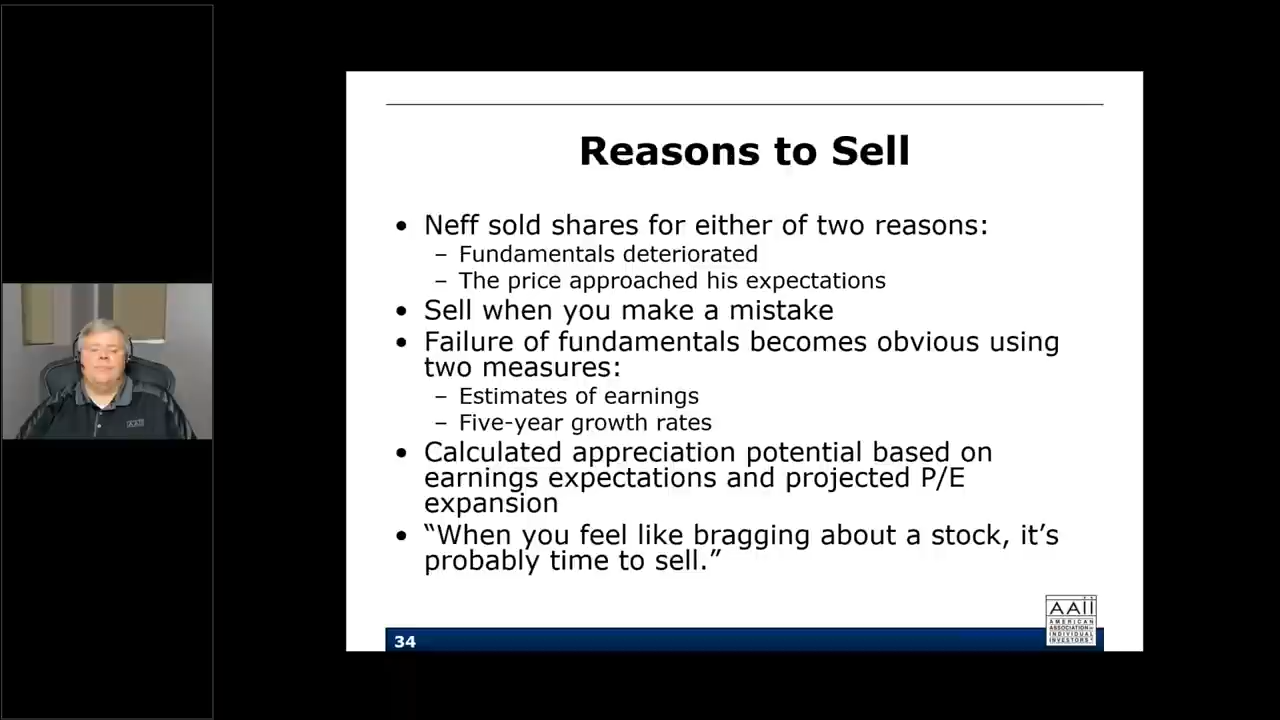 Reasons to Sell
• Neff sold shares for either of two reasons:
– Fundamentals deteriorated
– The price approached his expectations
• Sell when you make a mistake
• Failure of fundamentals becomes obvious using
two measures:
– Estimates of earnings
– Five-year growth rates
• Calculated appreciation potential based on
earnings expectations and projected P/E
expansion
• “When you feel like bragging about a stock, it’s
probably time to sell.”
AAII
AMERICAN
ASSOCIATION OF
INDIVIDUAL
INVESTORS
34
AAII